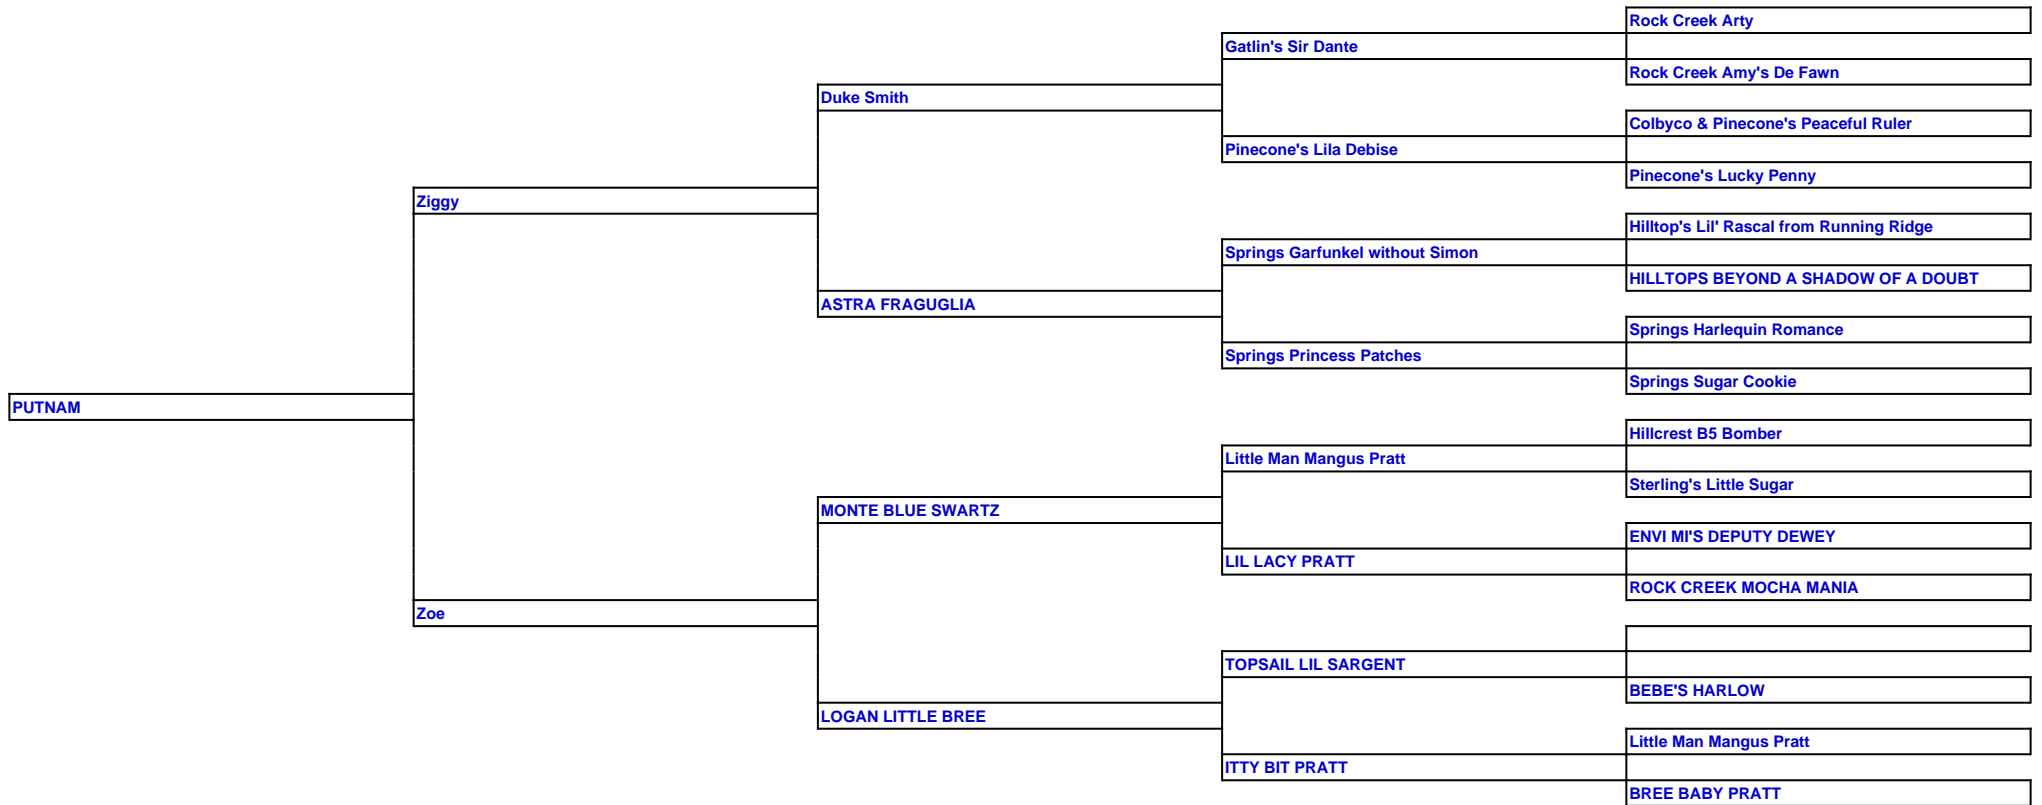 Rock Creek Arty
Gatlin's Sir Dante
Rock Creek Amy's De Fawn
Duke Smith
Colbyco & Pinecone's Peaceful Ruler
Pinecone's Lila Debise
Pinecone's Lucky Penny
Ziggy
Hilltop's Lil' Rascal from Running Ridge
Springs Garfunkel without Simon
HILLTOPS BEYOND A SHADOW OF A DOUBT
ASTRA FRAGUGLIA
Springs Harlequin Romance
Springs Princess Patches
Springs Sugar Cookie
PUTNAM
Hillcrest B5 Bomber
Little Man Mangus Pratt
Sterling's Little Sugar
MONTE BLUE SWARTZ
ENVI MI'S DEPUTY DEWEY
LIL LACY PRATT
ROCK CREEK MOCHA MANIA
Zoe
TOPSAIL LIL SARGENT
BEBE'S HARLOW
LOGAN LITTLE BREE
Little Man Mangus Pratt
ITTY BIT PRATT
BREE BABY PRATT